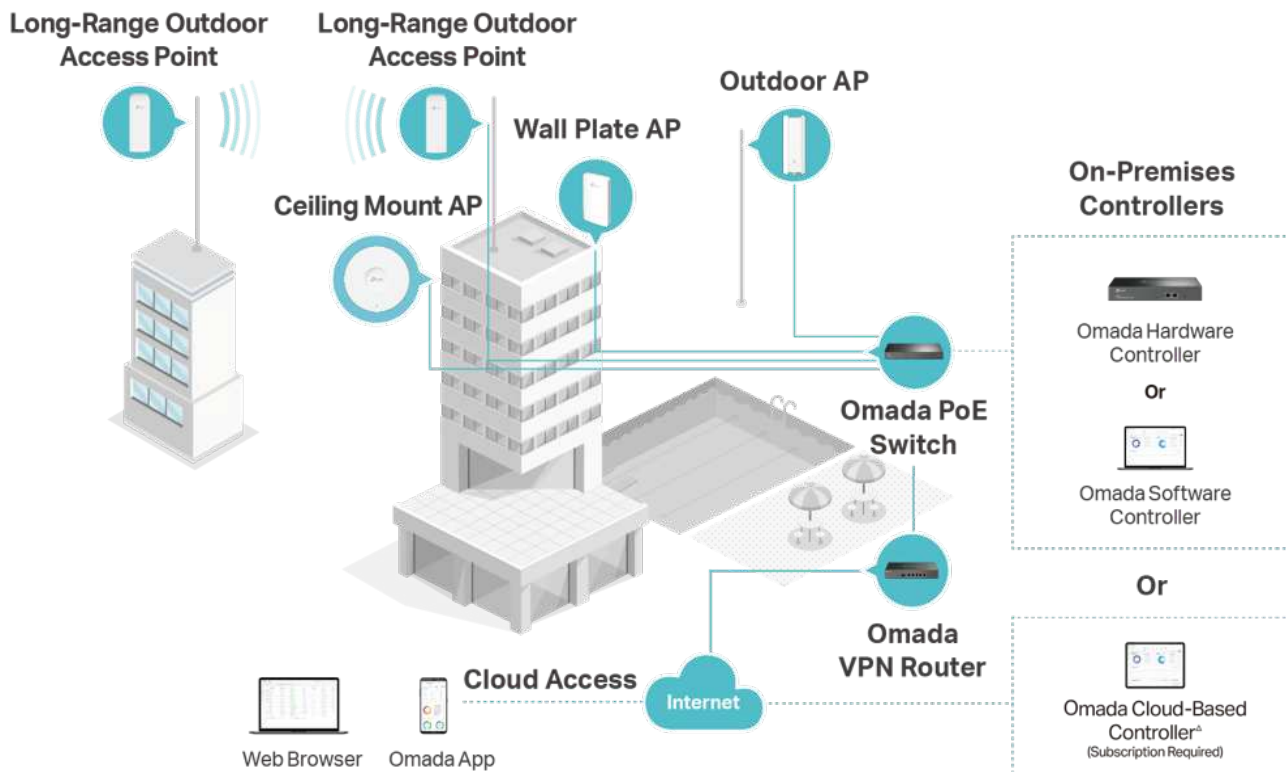 Long-Range Outdoor
Access Point
Long-Range Outdoor
Access Point
Outdoor AP
Wall Plate AP
Ceiling Mount AP
On-Premises
Controllers
Omada Hardware
Controller
Or
Omada Software
Controller
Omada PoE
Switch
Or
Omada
VPN Router
Cloud Access
Internet
Web Browser
Omada App
Omada Cloud-Based
Controller△
(Subscription Required)